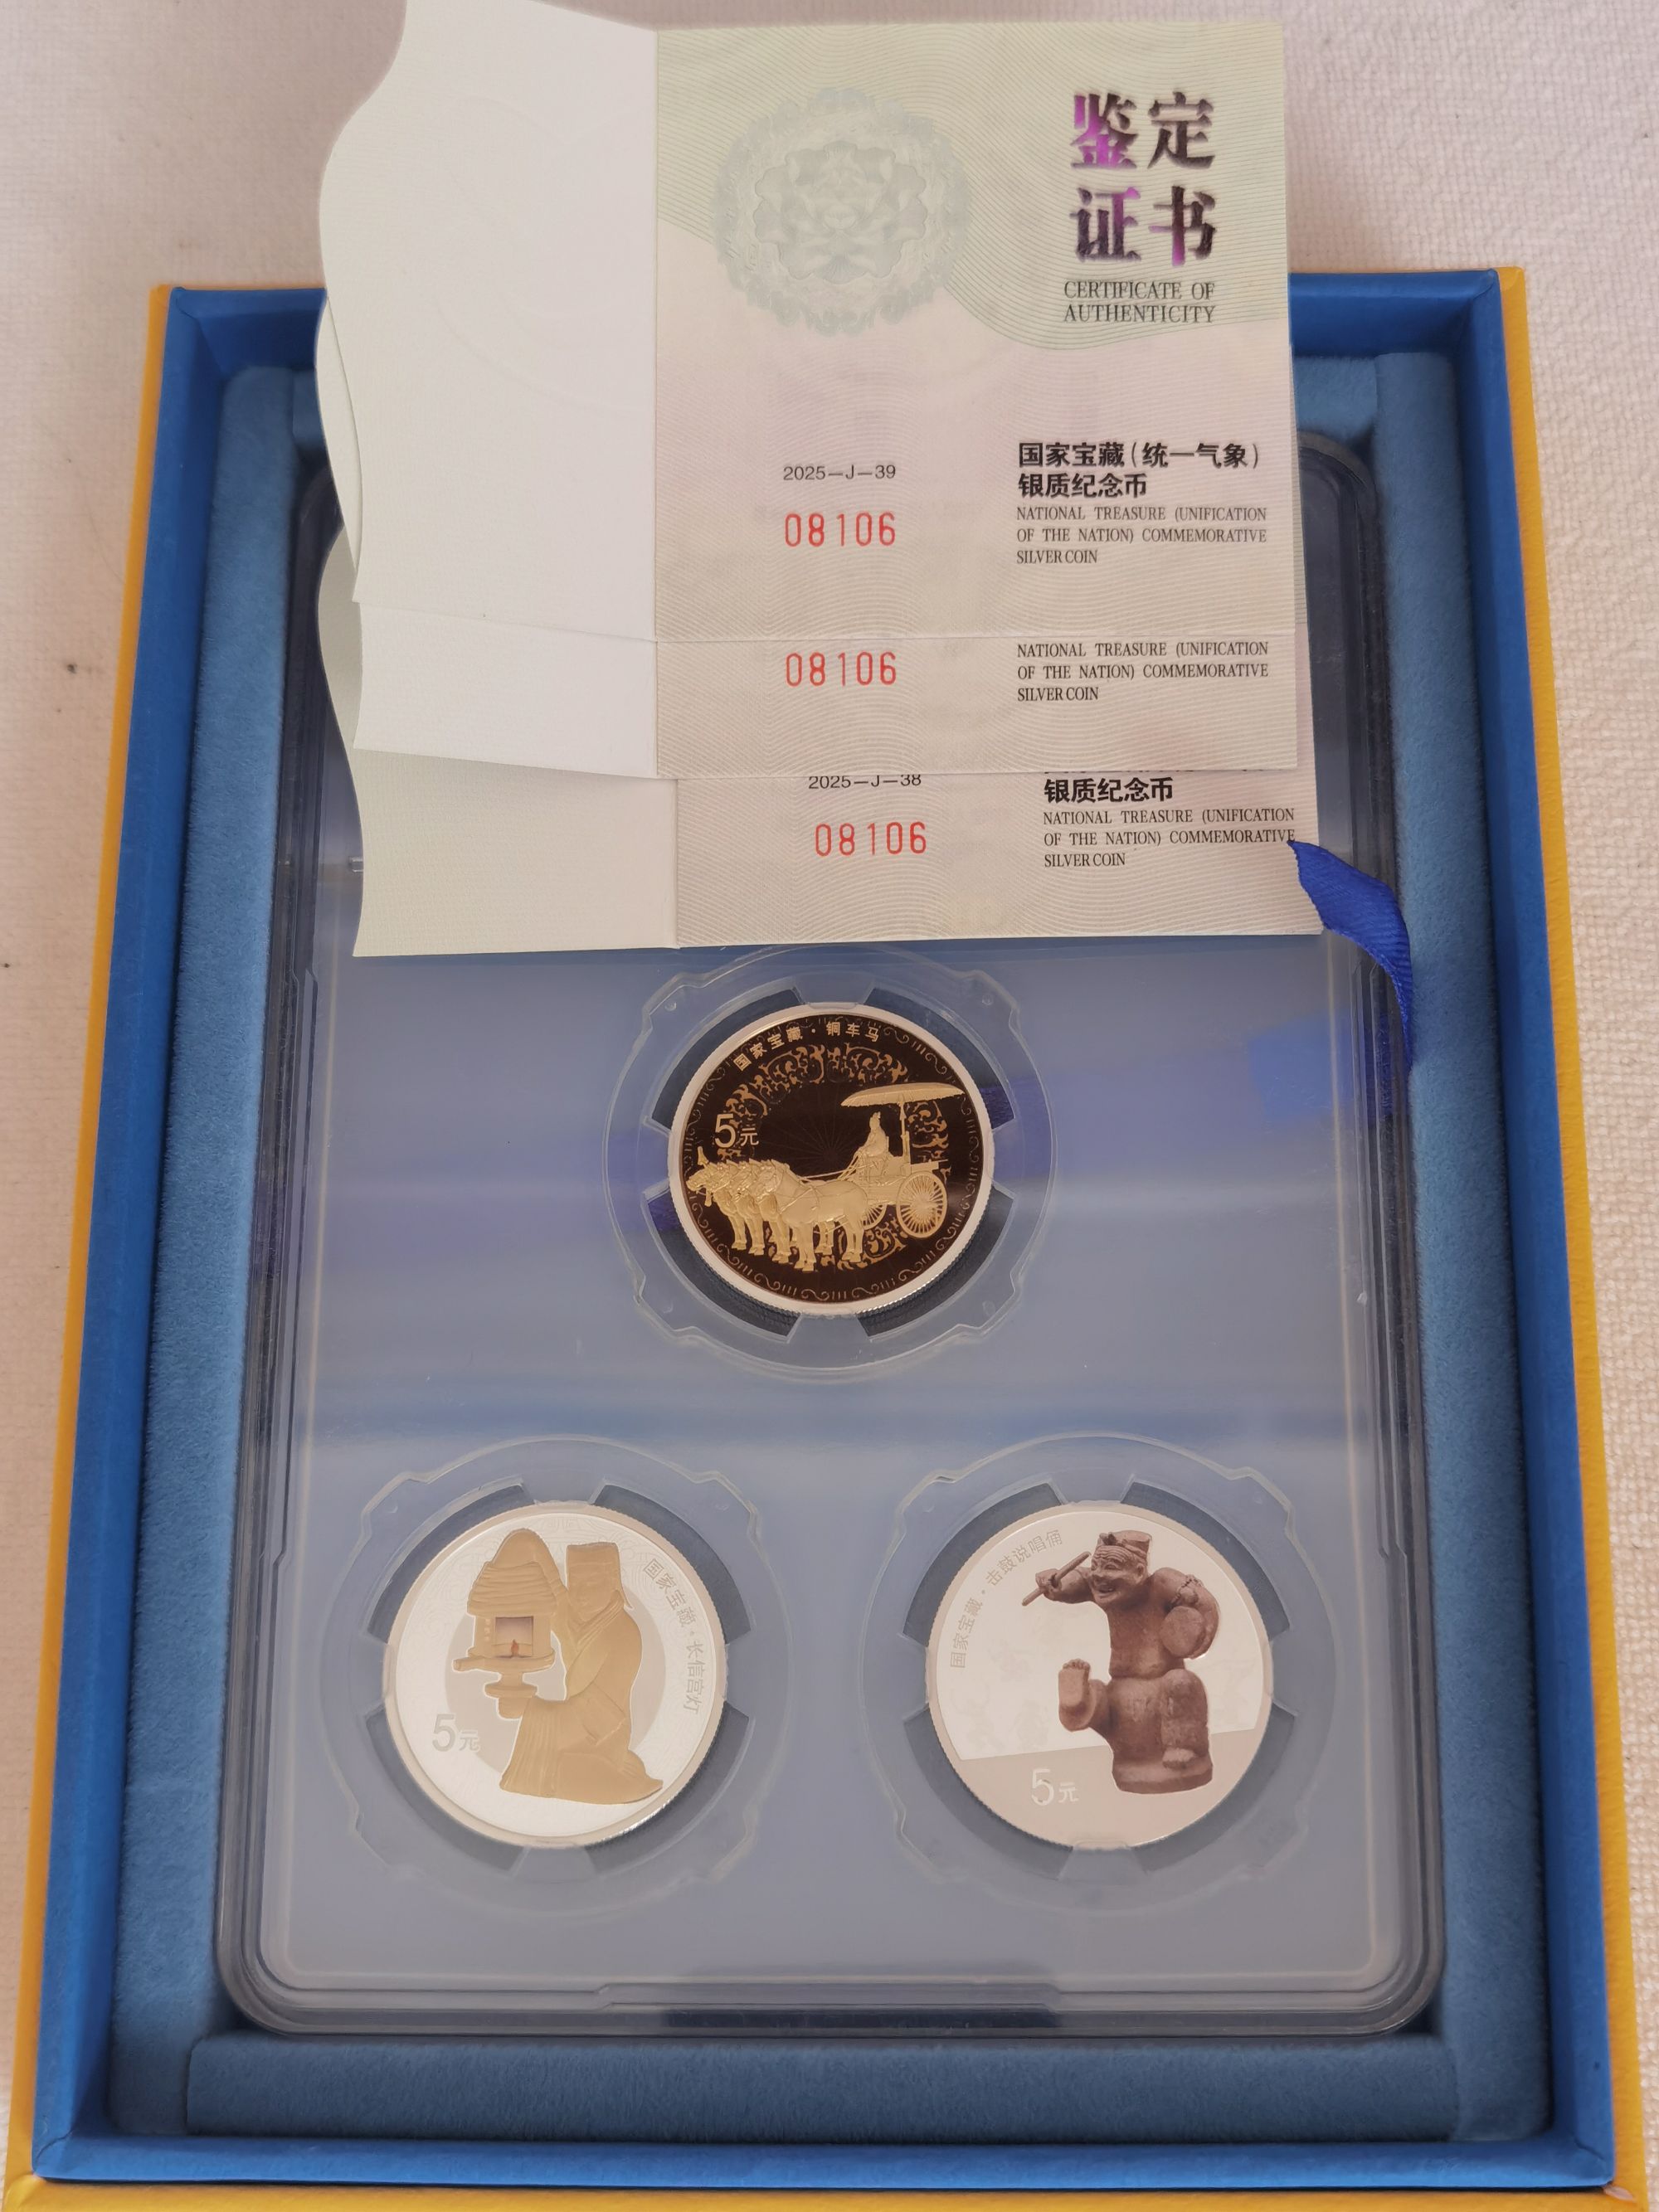 鉴定
证书
CERTIFICATE OF
AUTHENTICITY
2025－J－39
08106
国家宝藏（统一气象）
银质纪念币
NATIONAL TREASURE (UNIFICATION
OF THE NATION) COMMEMORATIVE
SILVER COIN
08106
NATIONAL TREASURE (UNIFICATION
OF THE NATION) COMMEMORATIVE
SILVER COIN
2025－J－38
08106
银质纪念币
NATIONAL TREASURE (UNIFICATION
OF THE NATION) COMMEMORATIVE
SILVER COIN
国家宝藏·铜车马
5元
国家宝藏·长信宫灯
5元
国家宝藏·击鼓说唱俑
5元